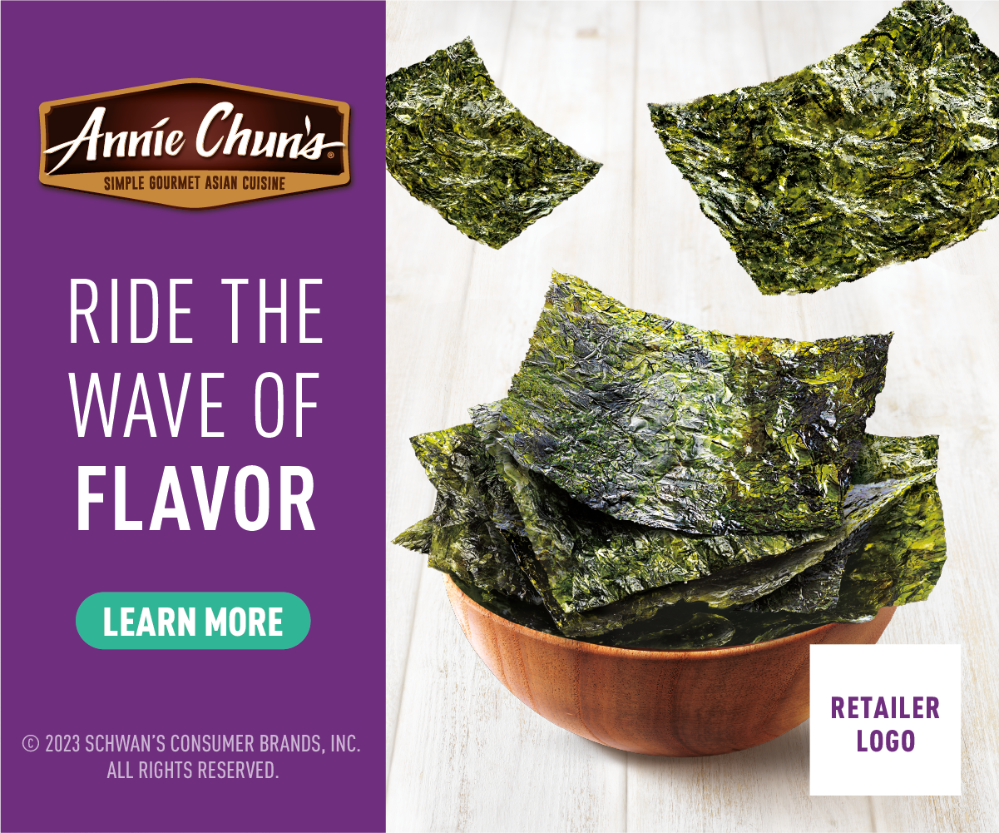 Annie Chun's®
SIMPLE GOURMET ASIAN CUISINE
RIDE THE
WAVE OF
FLAVOR
LEARN MORE
© 2023 SCHWAN'S CONSUMER BRANDS, INC.
ALL RIGHTS RESERVED.
RETAILER
LOGO